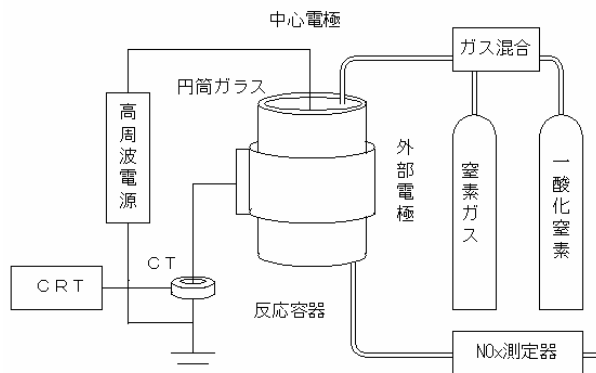 中心電極
ガス混合
円筒ガラス
高周波電源
外部電極
窒素ガス
一酸化窒素
CT
CRT
反応容器
NOx測定器